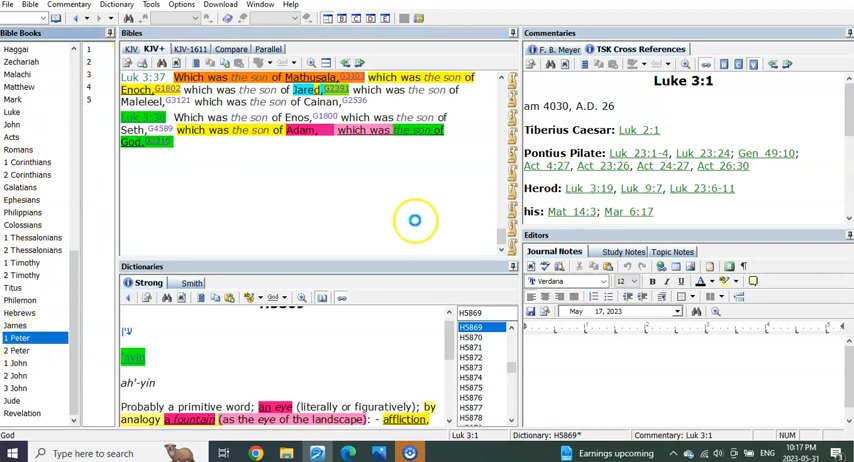 File Bible Commentary Dictionary Tools Options Download Window Help
Bible Books
Haggai
Zechariah
Malachi
Matthew
Mark
Luke
John
Acts
Romans
1 Corinthians
2 Corinthians
Galatians
Ephesians
Philippians
Colossians
1 Thessalonians
2 Thessalonians
1 Timothy
2 Timothy
Titus
Philemon
Hebrews
James
1 Peter
2 Peter
1 John
2 John
3 John
Jude
Revelation
1
2
3
4
5
Bibles
KJV KJV+ KJV-1611 Compare Parallel
Luk 3:37 Which was the son of Mathusala,G3103 which was the son of
Enoch,G1802 which was the son of Jared,G2391 which was the son of
Maleleel,G3121 which was the son of Cainan,G2536
Luk 3:38 Which was the son of Enos,G1800 which was the son of
Seth,G4589 which was the son of Adam, which was the son of
God.G2316
Dictionaries
Strong Smith
H5869
עַיִן
‛ayin
ah'-yin
Probably a primitive word; an eye (literally or figuratively); by
analogy a fountain (as the eye of the landscape): - affliction,
H5869
H5869
H5870
H5871
H5872
H5873
H5874
H5875
H5876
H5877
H5878
Commentaries
F. B. Meyer TSK Cross References
Luke 3:1
am 4030, A.D. 26
Tiberius Caesar: Luk 2:1
Pontius Pilate: Luk 23:1-4, Luk 23:24; Gen 49:10;
Act 4:27, Act 23:26, Act 24:27, Act 26:30
Herod: Luk 3:19, Luk 9:7, Luk 23:6-11
his: Mat 14:3; Mar 6:17
Editors
Journal Notes Study Notes Topic Notes
Verdana 12 B I U
May 17, 2023
1 2 3 4 5
God Luk 3:1 Dictionary: H5869* Commentary: Luk 3:1 NUM
Type here to search
Earnings upcoming
ENG
10:17 PM
2023-05-31